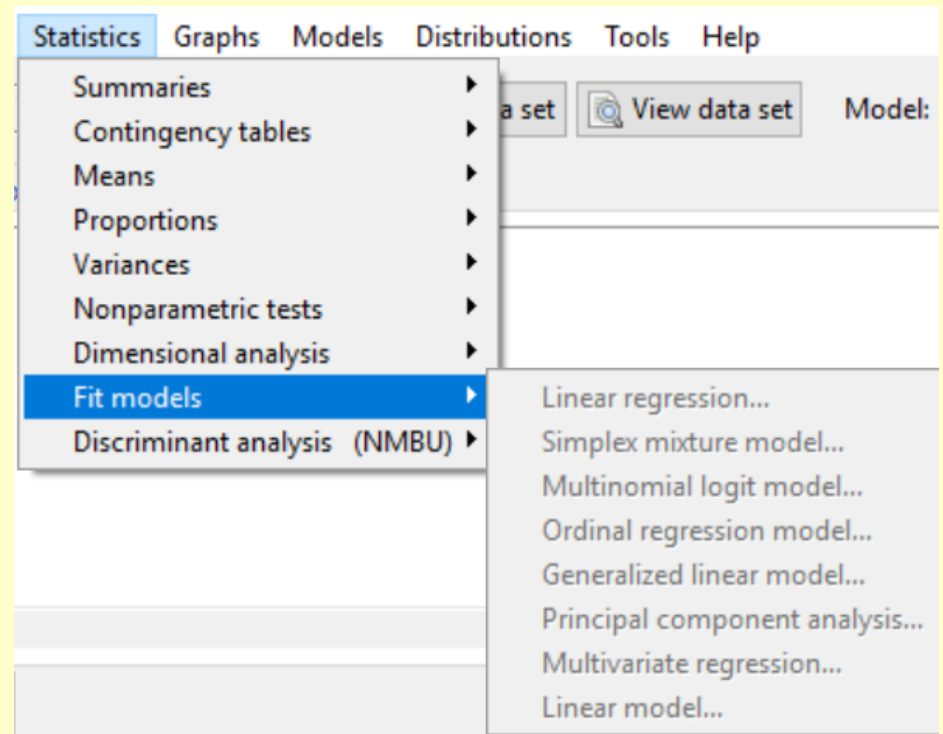 Statistics Graphs Models Distributions Tools Help
Summaries
a set View data set Model:
Contingency tables
Means
Proportions
Variances
Nonparametric tests
Dimensional analysis
Fit models
Discriminant analysis (NMBU)
Linear regression...
Simplex mixture model...
Multinomial logit model...
Ordinal regression model...
Generalized linear model...
Principal component analysis...
Multivariate regression...
Linear model...